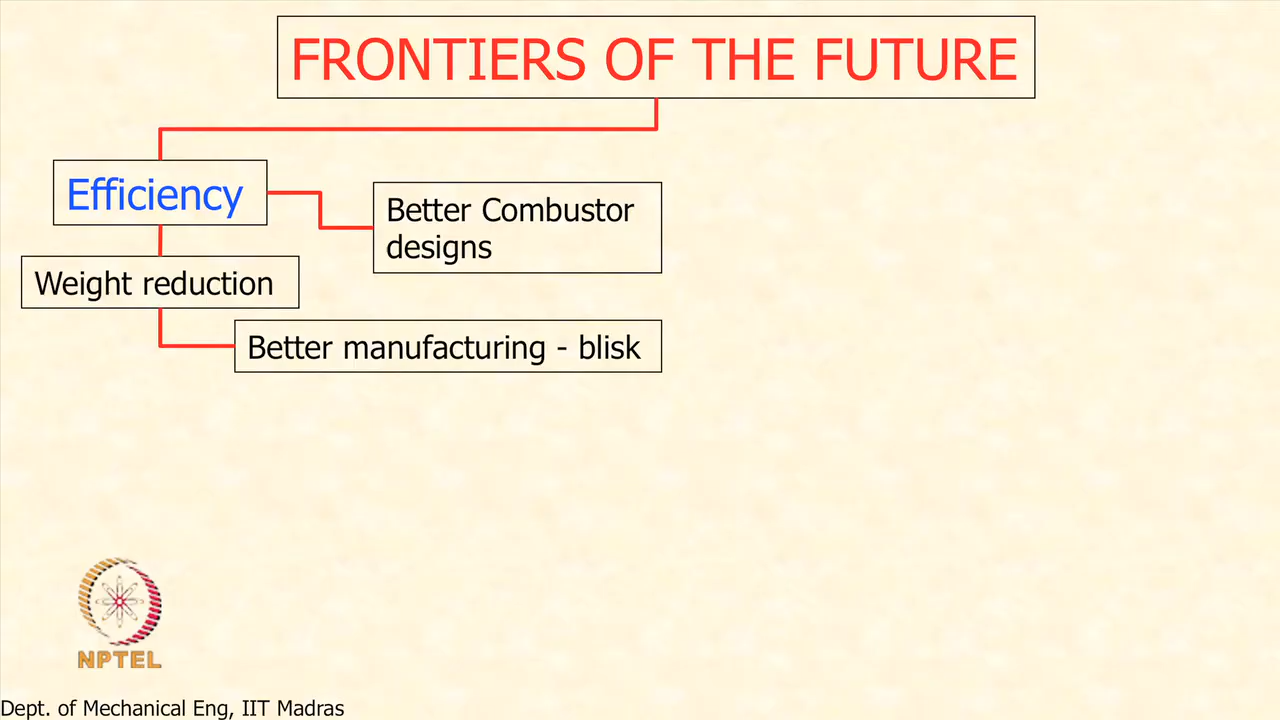 FRONTIERS OF THE FUTURE
Efficiency
Better Combustor
designs
Weight reduction
Better manufacturing - blisk
NPTEL
Dept. of Mechanical Eng, IIT Madras